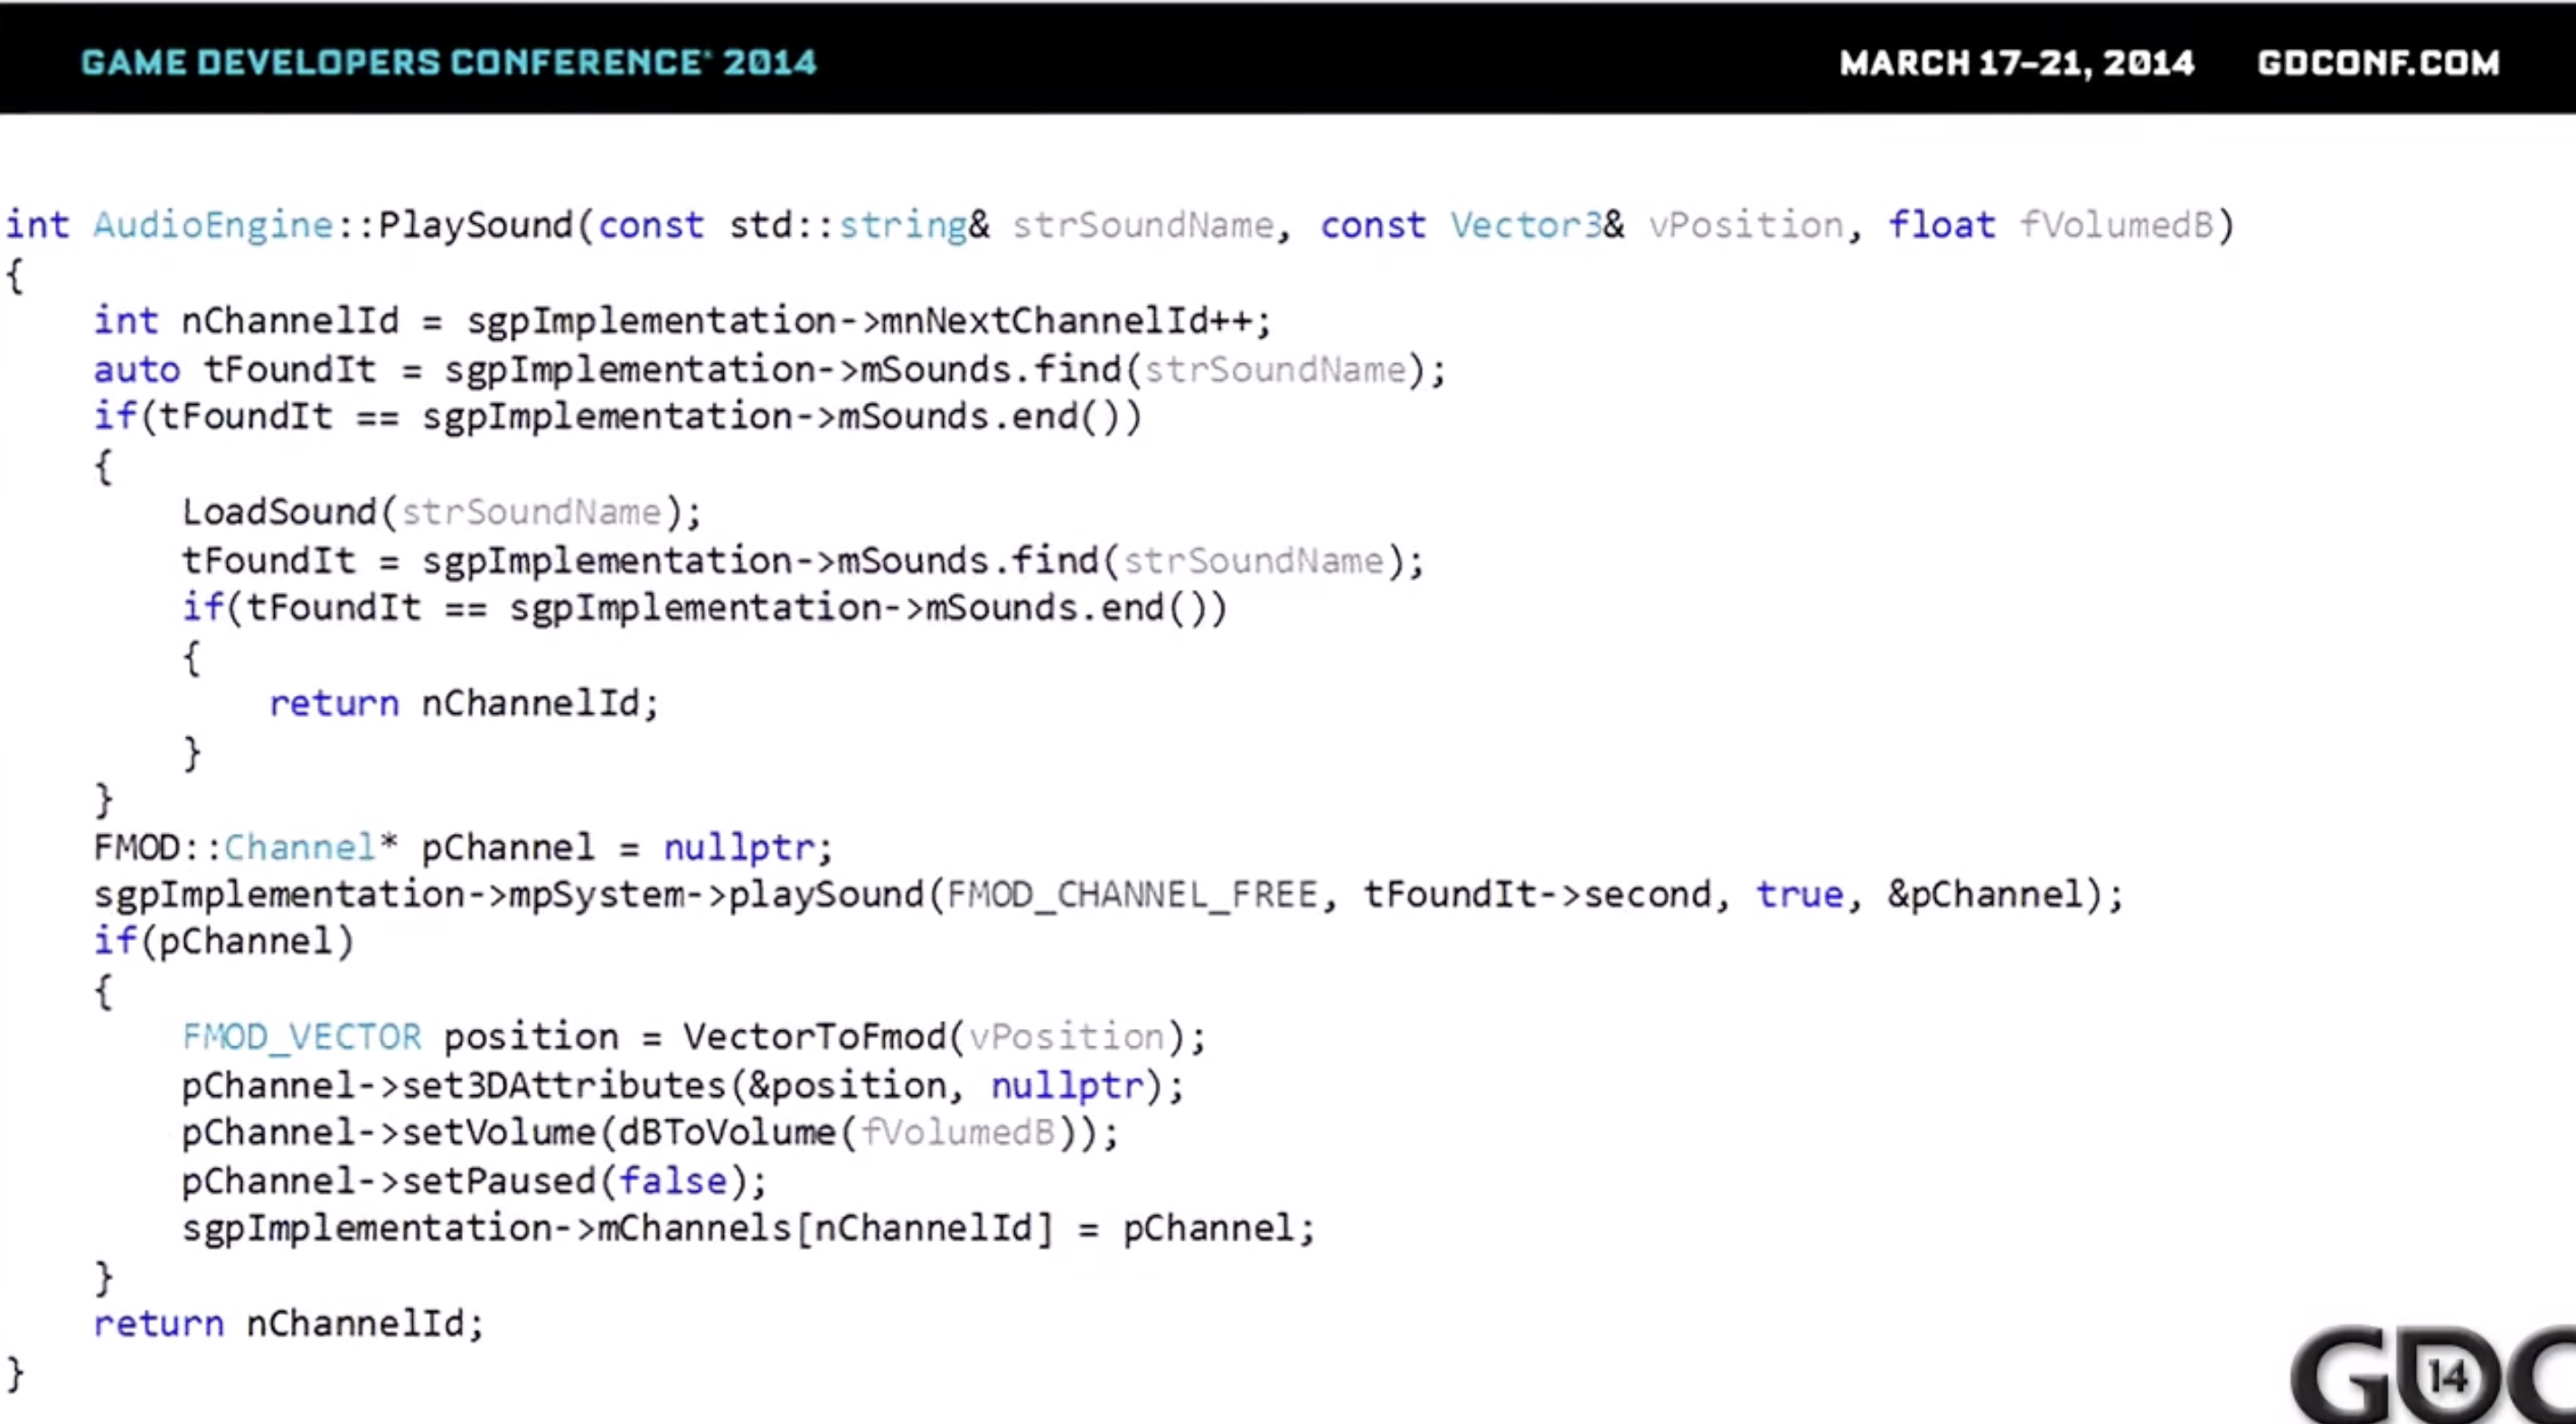 GAME DEVELOPERS CONFERENCE® 2014 MARCH 17–21, 2014 GDCONF.COM
int AudioEngine::PlaySound(const std::string& strSoundName, const Vector3& vPosition, float fVolumedB)
{
    int nChannelId = sgpImplementation->mnNextChannelId++;
    auto tFoundIt = sgpImplementation->mSounds.find(strSoundName);
    if(tFoundIt == sgpImplementation->mSounds.end())
    {
        LoadSound(strSoundName);
        tFoundIt = sgpImplementation->mSounds.find(strSoundName);
        if(tFoundIt == sgpImplementation->mSounds.end())
        {
            return nChannelId;
        }
    }
    FMOD::Channel* pChannel = nullptr;
    sgpImplementation->mpSystem->playSound(FMOD_CHANNEL_FREE, tFoundIt->second, true, &pChannel);
    if(pChannel)
    {
        FMOD_VECTOR position = VectorToFmod(vPosition);
        pChannel->set3DAttributes(&position, nullptr);
        pChannel->setVolume(dBToVolume(fVolumedB));
        pChannel->setPaused(false);
        sgpImplementation->mChannels[nChannelId] = pChannel;
    }
    return nChannelId;
}
GDC
14